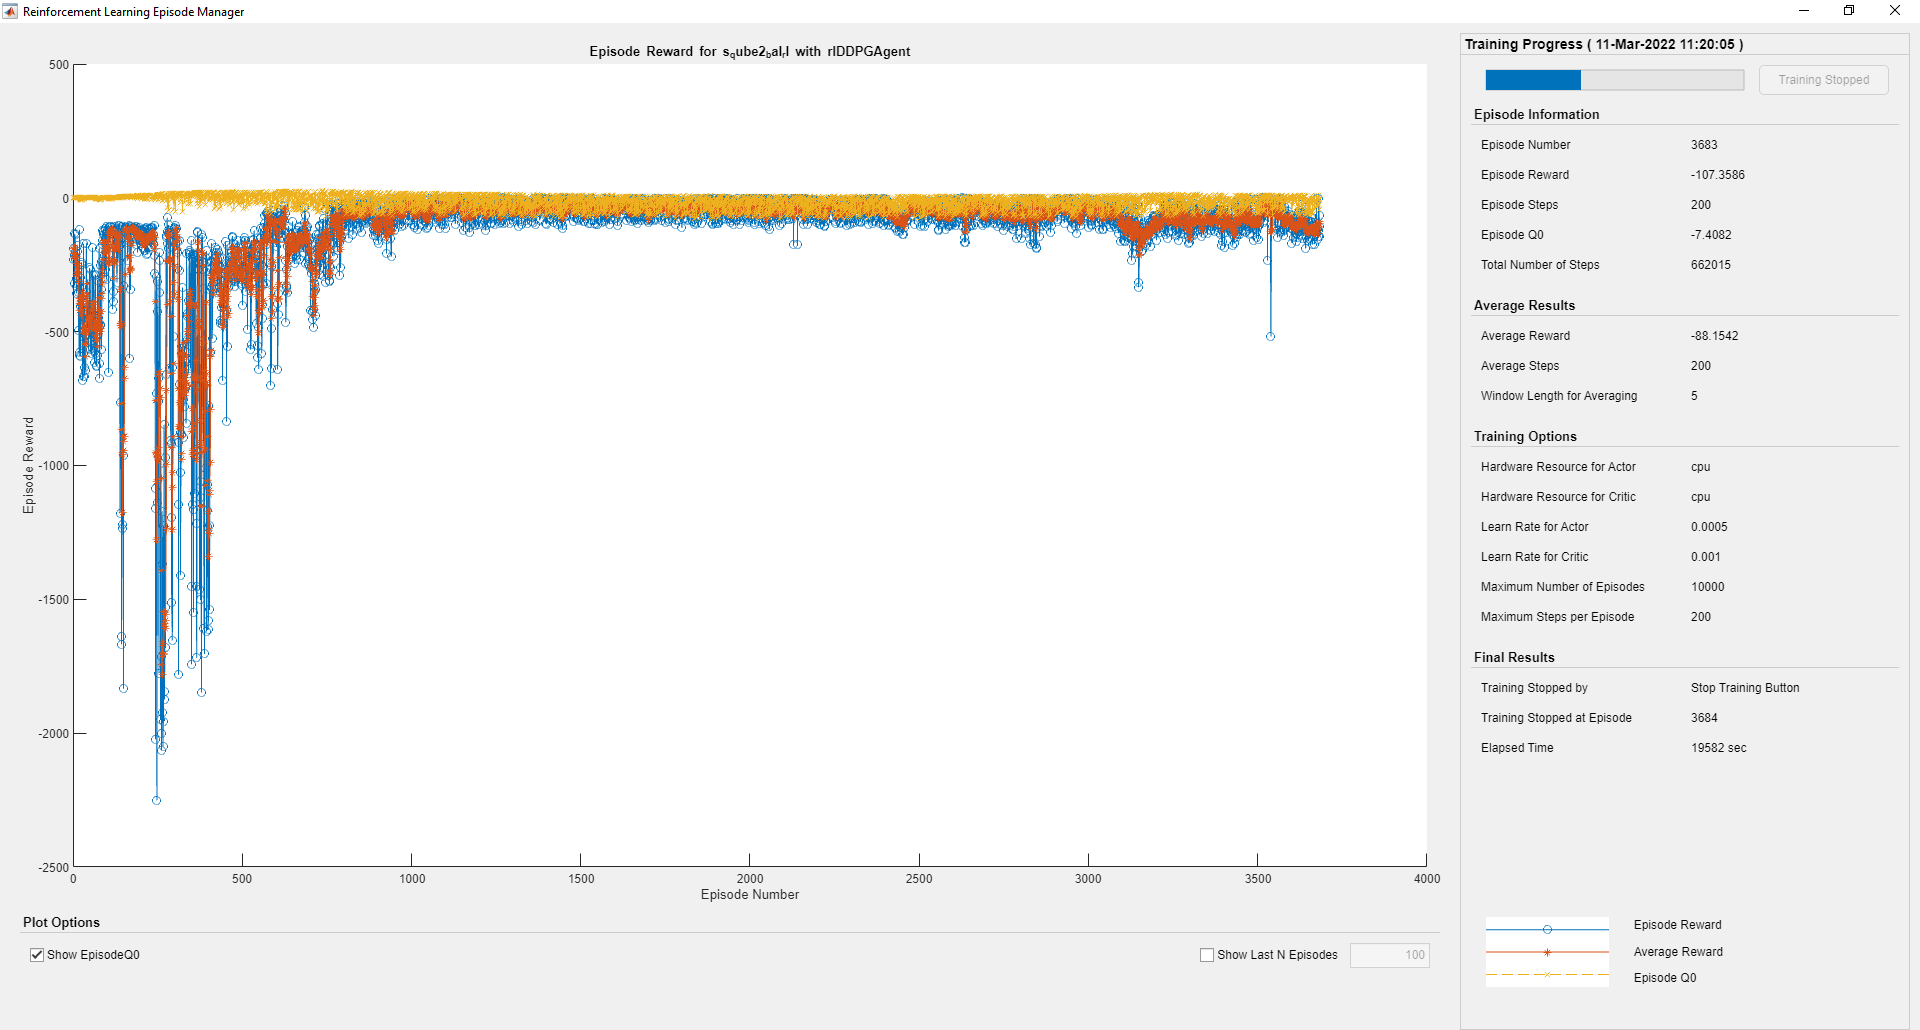 Reinforcement Learning Episode Manager
Episode Reward for sqube2balrl with rlDDPGAgent
500
0
-500
-1000
-1500
-2000
-2500
Episode Reward
0 500 1000 1500 2000 2500 3000 3500 4000
Episode Number
Plot Options
Show EpisodeQ0
Show Last N Episodes 100
Training Progress ( 11-Mar-2022 11:20:05 )
Training Stopped
Episode Information
Episode Number 3683
Episode Reward -107.3586
Episode Steps 200
Episode Q0 -7.4082
Total Number of Steps 662015
Average Results
Average Reward -88.1542
Average Steps 200
Window Length for Averaging 5
Training Options
Hardware Resource for Actor cpu
Hardware Resource for Critic cpu
Learn Rate for Actor 0.0005
Learn Rate for Critic 0.001
Maximum Number of Episodes 10000
Maximum Steps per Episode 200
Final Results
Training Stopped by Stop Training Button
Training Stopped at Episode 3684
Elapsed Time 19582 sec
Episode Reward
Average Reward
Episode Q0